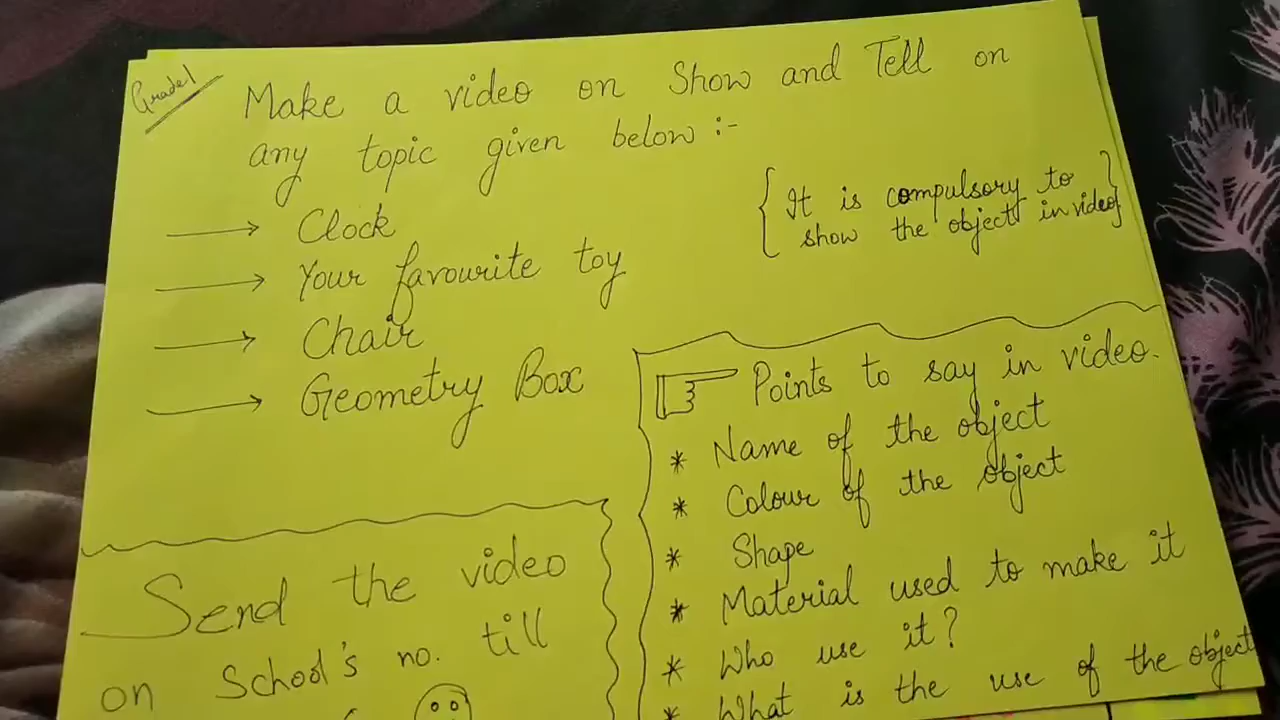 Grade1
Make a video on Show and Tell on
any topic given below :-
{It is compulsory to
show the object in video}
→ Clock
→ Your favourite toy
→ Chair
→ Geometry Box
Points to say in video.
* Name of the object
* Colour of the object
* Shape
* Material used to make it
* Who use it?
* What is the use of the object
Send the video
on School's no. till